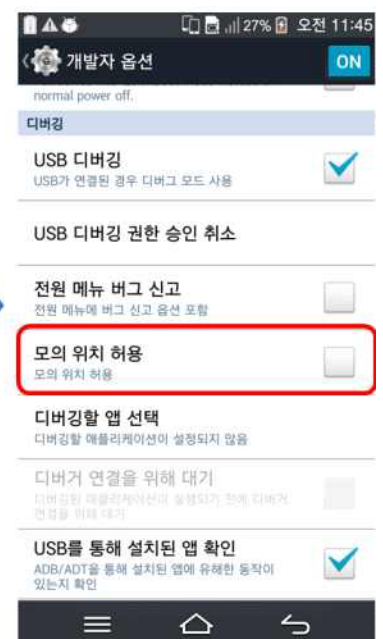 27% 오전 11:45
개발자 옵션 ON
normal power off.
디버깅
USB 디버깅
USB가 연결된 경우 디버그 모드 사용
USB 디버깅 권한 승인 취소
전원 메뉴 버그 신고
전원 메뉴에 버그 신고 옵션 포함
모의 위치 허용
모의 위치 허용
디버깅할 앱 선택
디버깅할 애플리케이션이 설정되지 않음
디버거 연결을 위해 대기
디버깅된 애플리케이션이 실행되기 전에 디버거
연결을 위해 대기
USB를 통해 설치된 앱 확인
ADB/ADT을 통해 설치된 앱에 유해한 동작이
있는지 확인